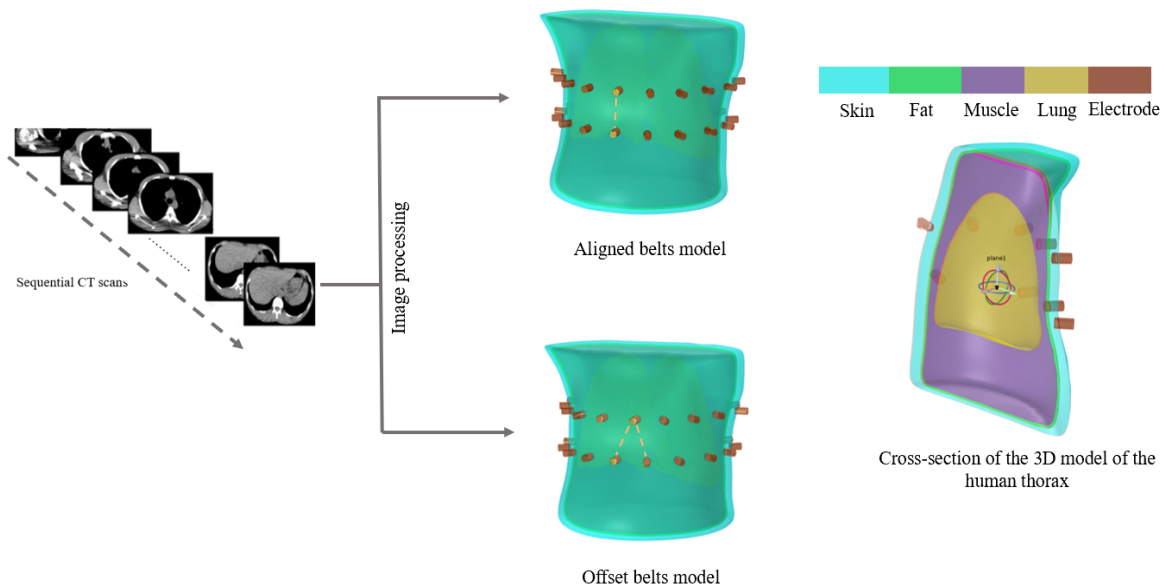 Sequential CT scans
Image processing
Aligned belts model
Offset belts model
Skin Fat Muscle Lung Electrode
plane1
Cross-section of the 3D model of the
human thorax